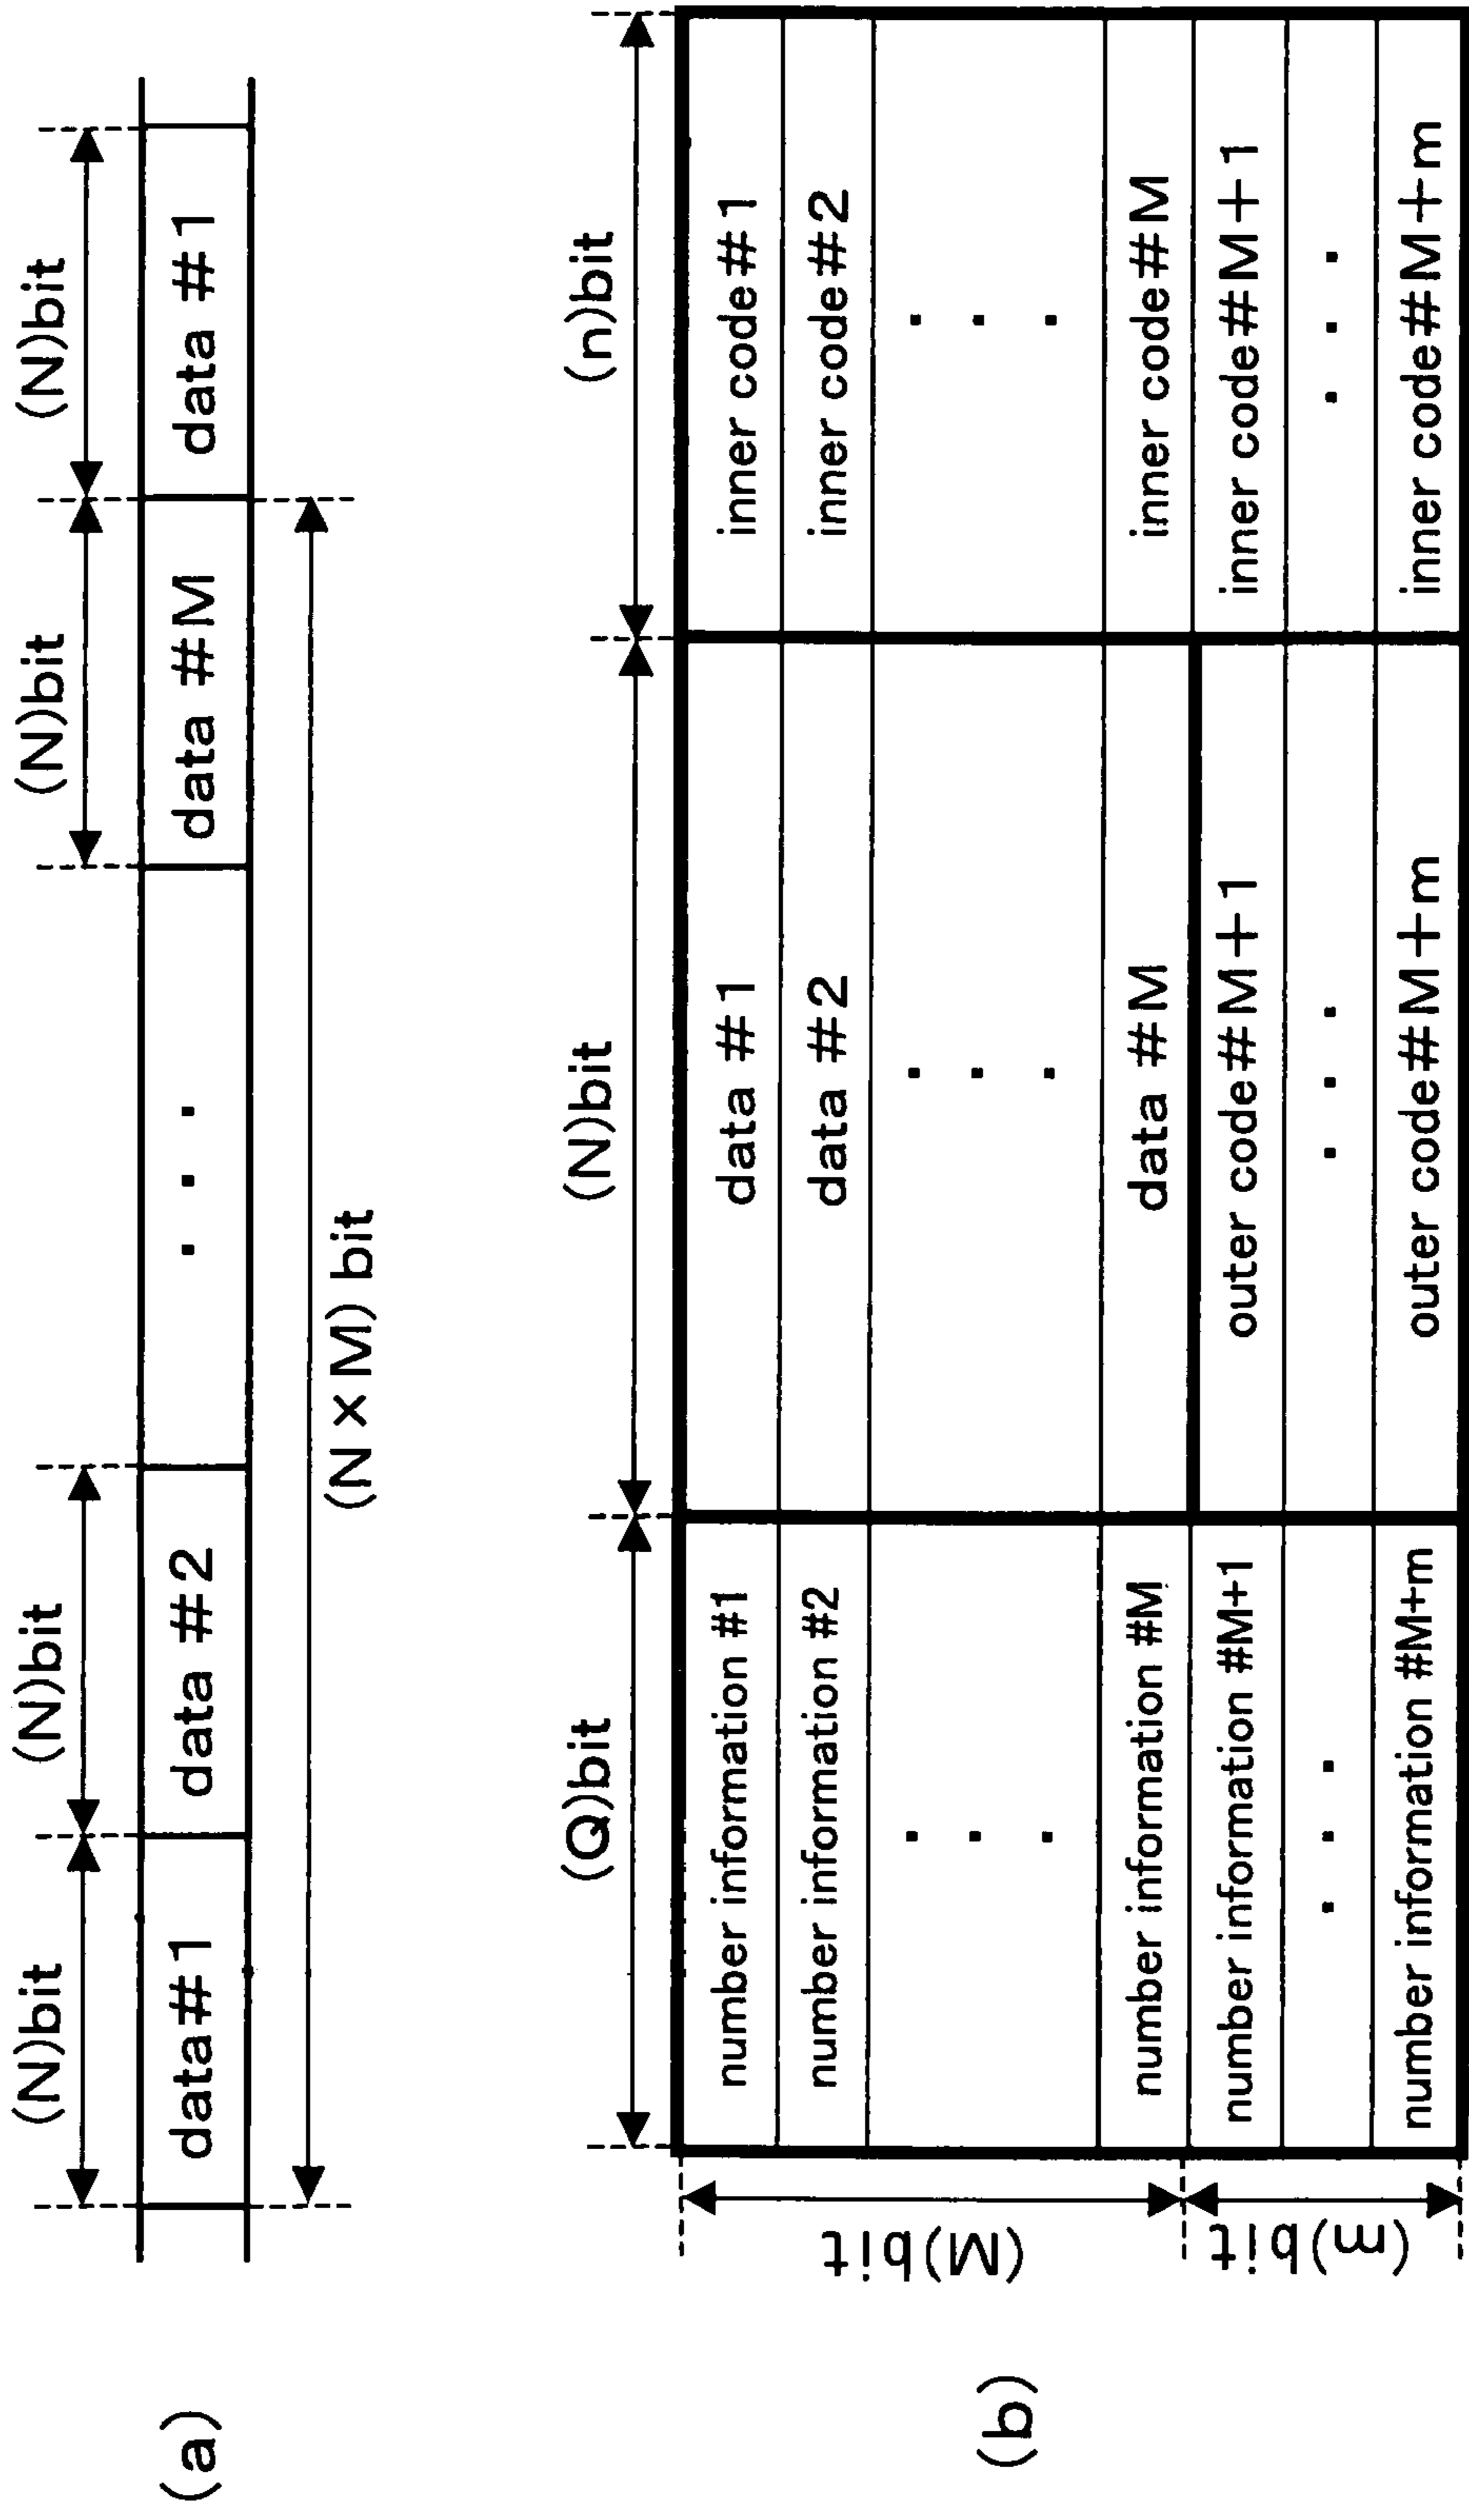 (a)
(N)bit (N)bit (N)bit (N)bit
data#1 data #2 . . . data #M data #1
(N×M) bit
(b)
(Q)bit (N)bit (n)bit
number information #1 data #1 inner code#1
number information #2 data #2 inner code#2
. . .
. . .
. . .
number information #M data #M inner code#M
number information #M+1 outer code#M+1 inner code#M+1
. . . . . . . . .
number information #M+m outer code#M+m inner code#M+m
(M)bit
(m)bit